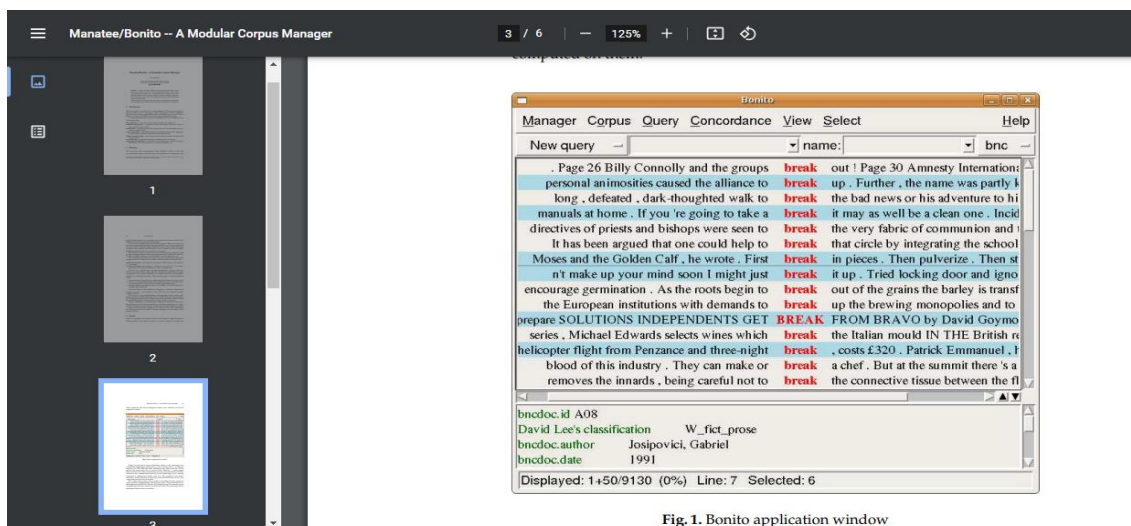 Manatee/Bonito -- A Modular Corpus Manager
3 / 6
125%
computed on them.
Bonito
Manager Corpus Query Concordance View Select Help
New query name: bnc
. Page 26 Billy Connolly and the groups break out ! Page 30 Amnesty Internation
personal animosities caused the alliance to break up . Further , the name was partly k
long , defeated , dark-thoughted walk to break the bad news or his adventure to hi
manuals at home . If you 're going to take a break it may as well be a clean one . Incid
directives of priests and bishops were seen to break the very fabric of communion and
It has been argued that one could help to break that circle by integrating the school
Moses and the Golden Calf , he wrote . First break in pieces . Then pulverize . Then st
n't make up your mind soon I might just break it up . Tried locking door and igno
encourage germination . As the roots begin to break out of the grains the barley is transf
the European institutions with demands to break up the brewing monopolies and to
prepare SOLUTIONS INDEPENDENTS GET BREAK FROM BRAVO by David Goymo
series , Michael Edwards selects wines which break the Italian mould IN THE British re
helicopter flight from Penzance and three-night break , costs £320 . Patrick Emmanuel , h
blood of this industry . They can make or break a chef . But at the summit there 's a
removes the innards , being careful not to break the connective tissue between the fl
bncdoc.id A08
David Lee's classification W_fict_prose
bncdoc.author Josipovici, Gabriel
bncdoc.date 1991
Displayed: 1+50/9130 (0%) Line: 7 Selected: 6
Fig. 1. Bonito application window
1
2
3